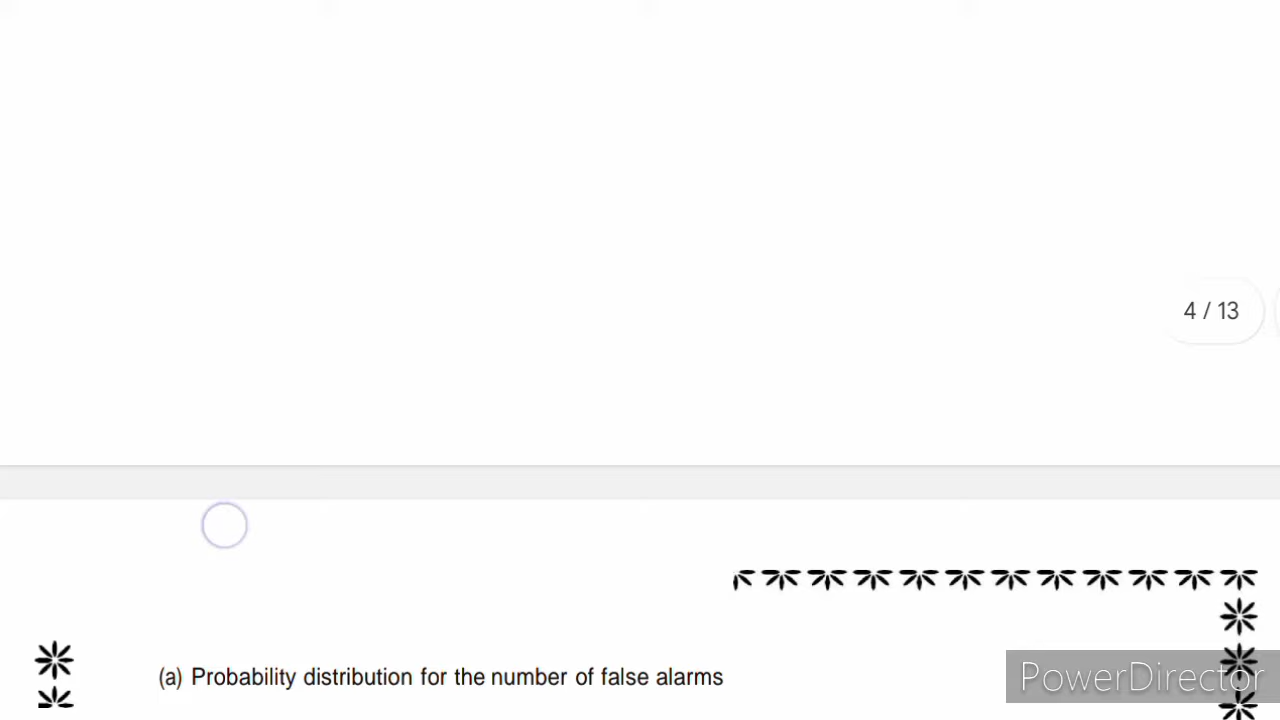 4 / 13
(a) Probability distribution for the number of false alarms
PowerDirector